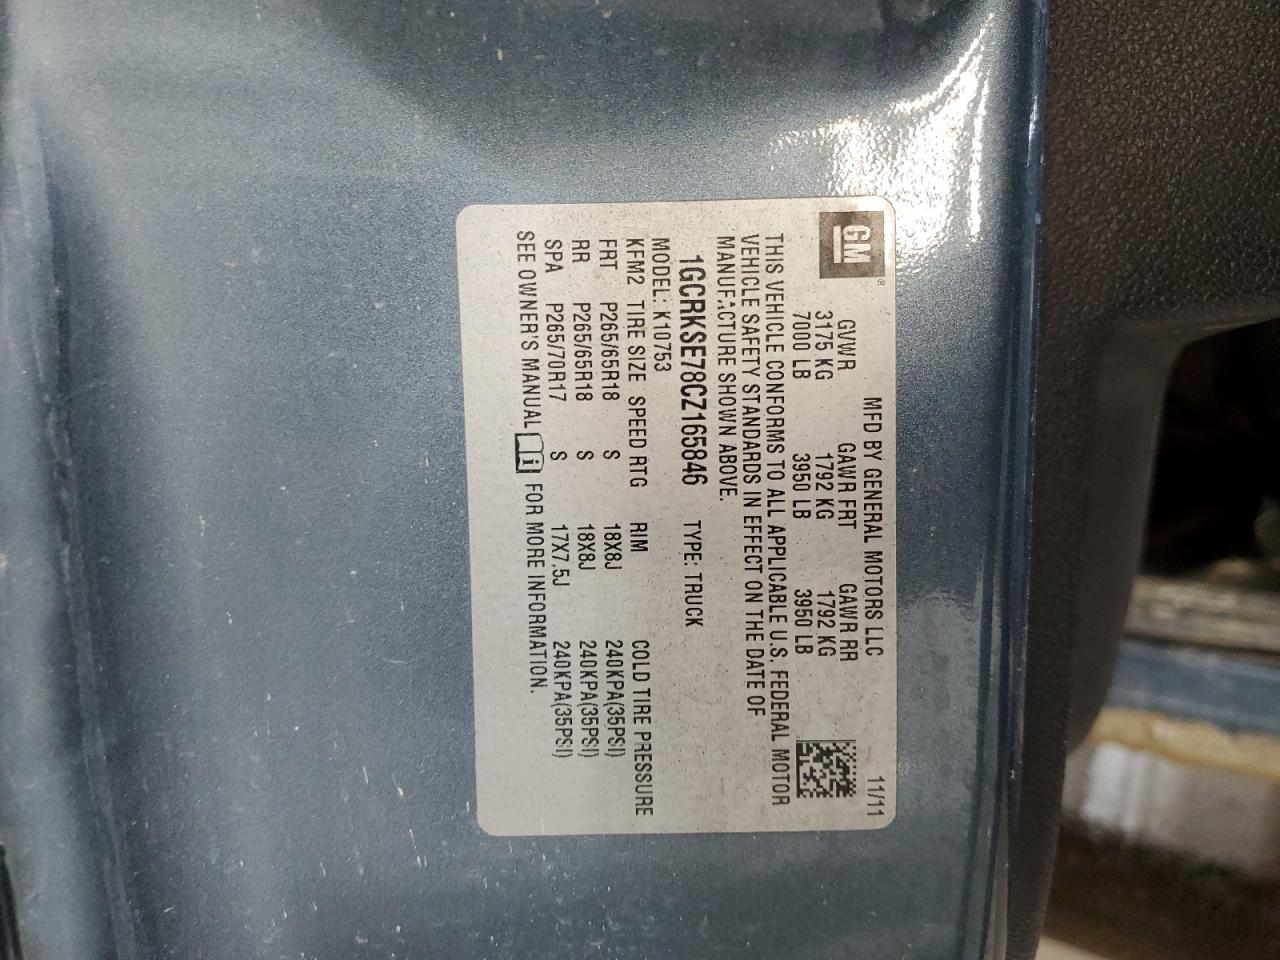 GM®
MFD BY GENERAL MOTORS LLC 11/11
GVWR GAWR FRT GAWR RR
3175 KG 1792 KG 1792 KG
7000 LB 3950 LB 3950 LB
THIS VEHICLE CONFORMS TO ALL APPLICABLE U.S. FEDERAL MOTOR
VEHICLE SAFETY STANDARDS IN EFFECT ON THE DATE OF
MANUFACTURE SHOWN ABOVE.
1GCRKSE78CZ165846 TYPE: TRUCK
MODEL: K10753
KFM2 TIRE SIZE SPEED RTG RIM COLD TIRE PRESSURE
FRT P265/65R18 S 18X8J 240KPA(35PSI)
RR P265/65R18 S 18X8J 240KPA(35PSI)
SPA P265/70R17 S 17X7.5J 240KPA(35PSI)
SEE OWNER'S MANUAL i FOR MORE INFORMATION.